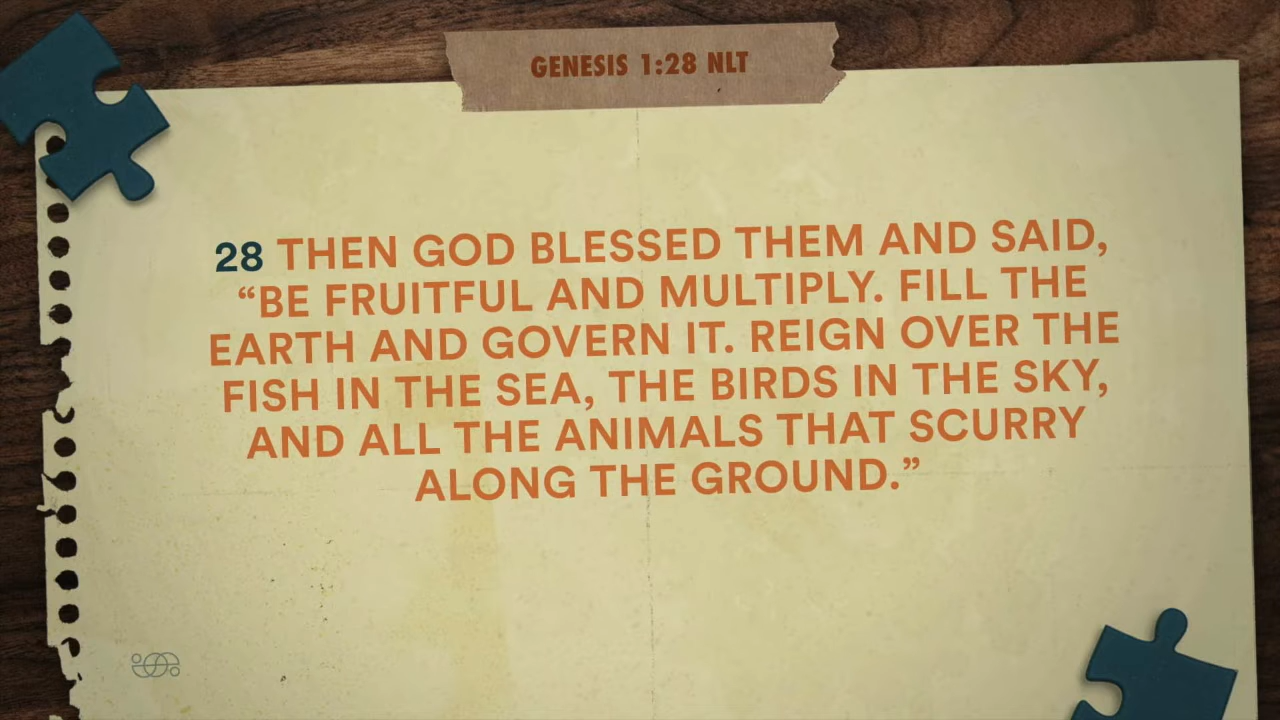 GENESIS 1:28 NLT
28 THEN GOD BLESSED THEM AND SAID,
“BE FRUITFUL AND MULTIPLY. FILL THE
EARTH AND GOVERN IT. REIGN OVER THE
FISH IN THE SEA, THE BIRDS IN THE SKY,
AND ALL THE ANIMALS THAT SCURRY
ALONG THE GROUND.”